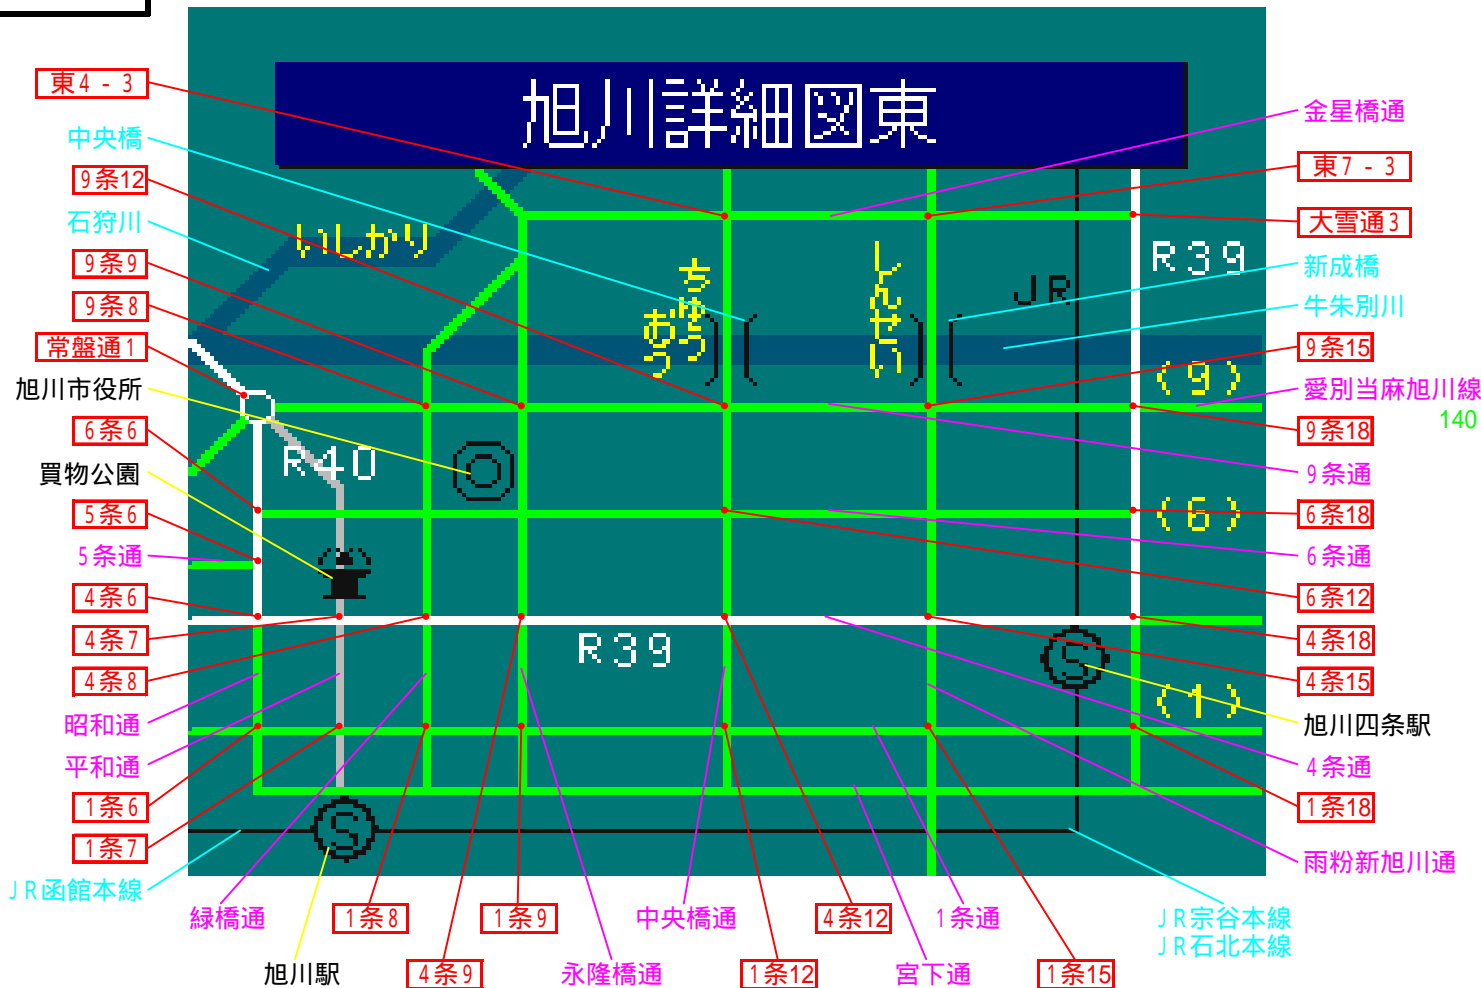 旭川詳細図東
東4-3
中央橋
9条12
石狩川
9条9
9条8
常盤通1
旭川市役所
6条6
買物公園
5条6
5条通
4条6
4条7
4条8
昭和通
平和通
1条6
1条7
JR函館本線
いしかり
ちゅう
おう
しんせい
JR
R39
(9)
R40
(6)
R39
(1)
金星橋通
東7-3
大雪通3
新成橋
牛朱別川
9条15
愛別当麻旭川線
140
9条18
9条通
6条18
6条通
6条12
4条18
4条15
旭川四条駅
4条通
1条18
雨粉新旭川通
緑橋通
1条8
1条9
中央橋通
4条12
1条通
JR宗谷本線
JR石北本線
旭川駅
4条9
永隆橋通
1条12
宮下通
1条15
S
S